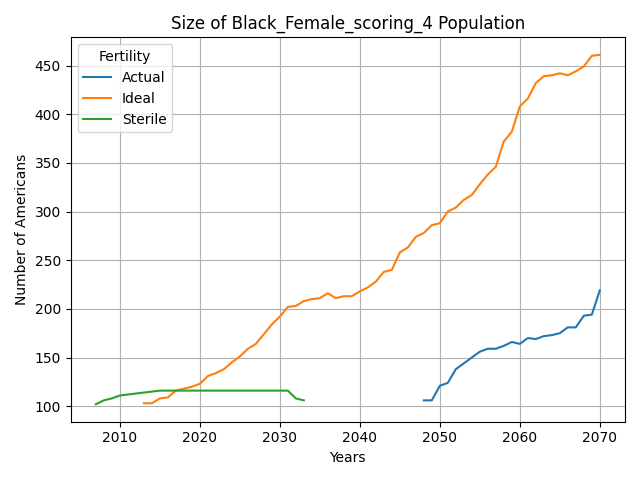 Size of Black_Female_scoring_4 Population
Fertility
Actual
Ideal
Sterile
Number of Americans
450
400
350
300
250
200
150
100
2010 2020 2030 2040 2050 2060 2070
Years